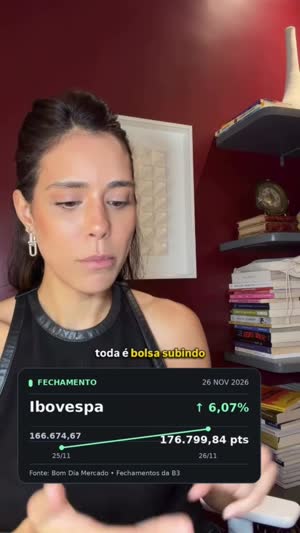 toda é bolsa subindo
FECHAMENTO 26 NOV 2026
Ibovespa ↑ 6,07%
166.674,67 176.799,84 pts
25/11 26/11
Fonte: Bom Dia Mercado • Fechamentos da B3